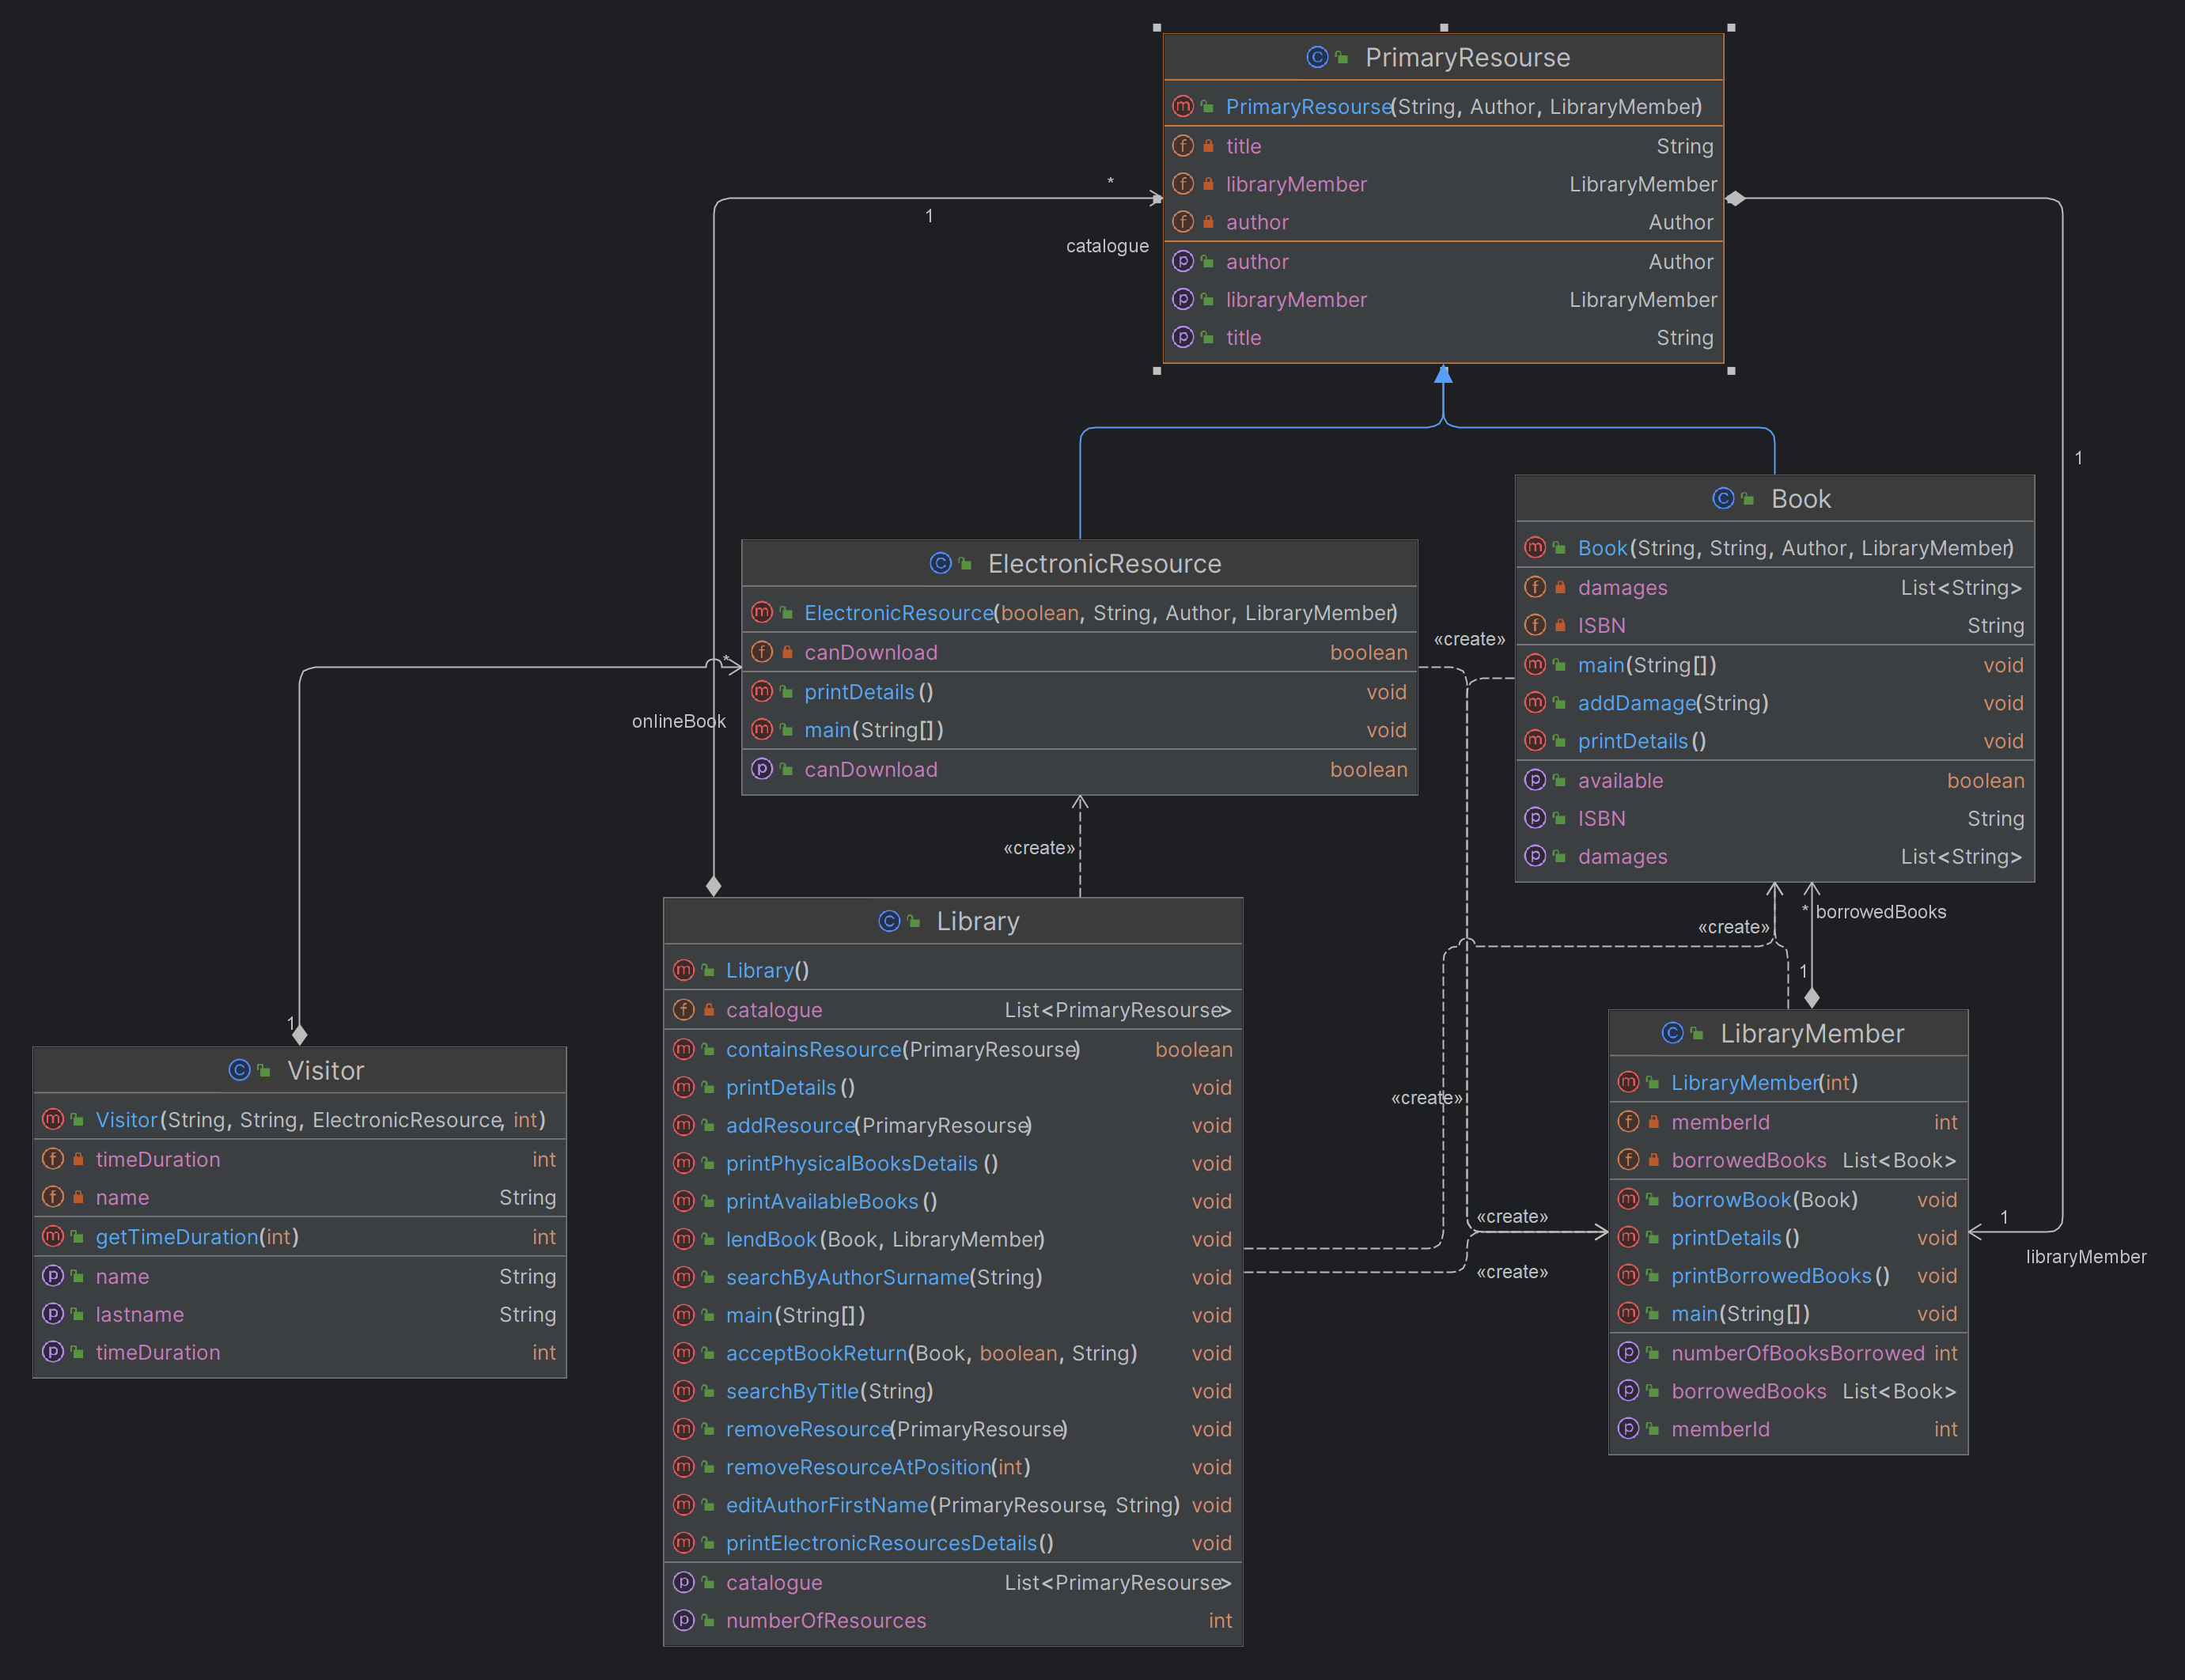 PrimaryResourse
PrimaryResourse(String, Author, LibraryMember)
title String
libraryMember LibraryMember
author Author
author Author
libraryMember LibraryMember
title String
*
1
catalogue
1
Book
Book(String, String, Author, LibraryMember)
damages List<String>
ISBN String
main(String[]) void
addDamage(String) void
printDetails() void
available boolean
ISBN String
damages List<String>
ElectronicResource
ElectronicResource(boolean, String, Author, LibraryMember)
canDownload boolean
printDetails() void
main(String[]) void
canDownload boolean
«create»
*
onlineBook
«create»
Library
Library()
catalogue List<PrimaryResourse>
containsResource(PrimaryResourse) boolean
printDetails() void
addResource(PrimaryResourse) void
printPhysicalBooksDetails() void
printAvailableBooks() void
lendBook(Book, LibraryMember) void
searchByAuthorSurname(String) void
main(String[]) void
acceptBookReturn(Book, boolean, String) void
searchByTitle(String) void
removeResource(PrimaryResourse) void
removeResourceAtPosition(int) void
editAuthorFirstName(PrimaryResourse, String) void
printElectronicResourcesDetails() void
catalogue List<PrimaryResourse>
numberOfResources int
* borrowedBooks
«create»
1
«create»
«create»
«create»
LibraryMember
LibraryMember(int)
memberId int
borrowedBooks List<Book>
borrowBook(Book) void
printDetails() void
printBorrowedBooks() void
main(String[]) void
numberOfBooksBorrowed int
borrowedBooks List<Book>
memberId int
1
libraryMember
1
Visitor
Visitor(String, String, ElectronicResource, int)
timeDuration int
name String
getTimeDuration(int) int
name String
lastname String
timeDuration int